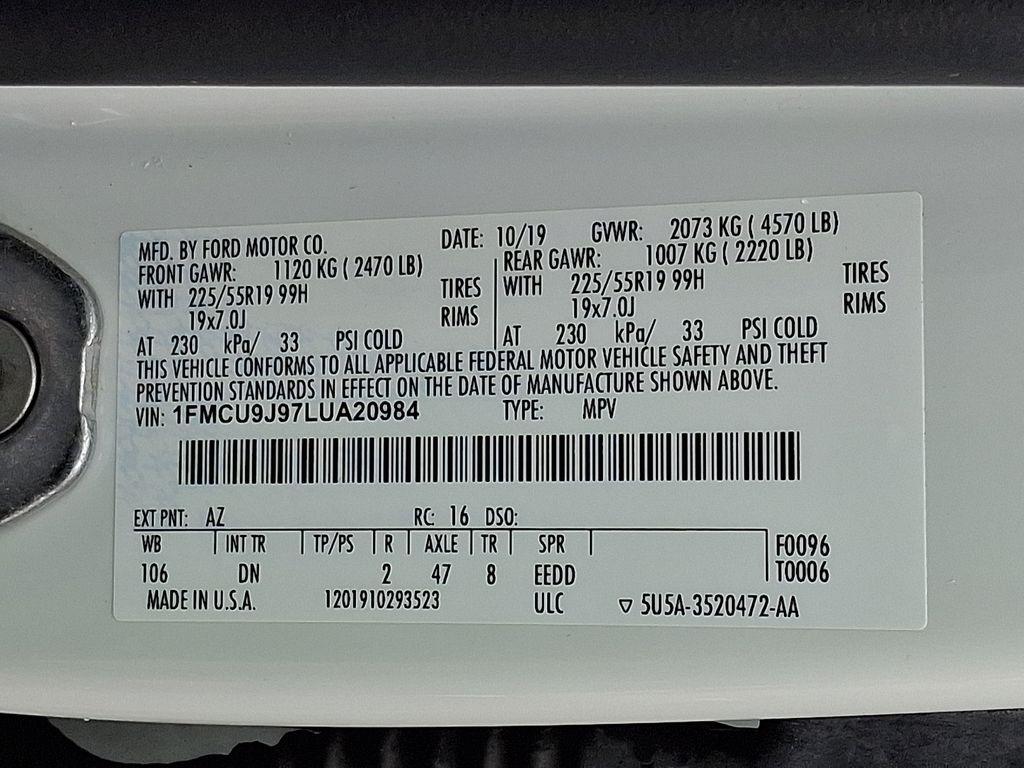 MFD. BY FORD MOTOR CO. DATE: 10/19 GVWR: 2073 KG ( 4570 LB)
FRONT GAWR: 1120 KG ( 2470 LB) REAR GAWR: 1007 KG ( 2220 LB)
WITH 225/55R19 99H TIRES WITH 225/55R19 99H TIRES
19x7.0J RIMS 19x7.0J RIMS
AT 230 kPa/ 33 PSI COLD AT 230 kPa/ 33 PSI COLD
THIS VEHICLE CONFORMS TO ALL APPLICABLE FEDERAL MOTOR VEHICLE SAFETY AND THEFT
PREVENTION STANDARDS IN EFFECT ON THE DATE OF MANUFACTURE SHOWN ABOVE.
VIN: 1FMCU9J97LUA20984 TYPE: MPV
EXT PNT: AZ RC: 16 DSO:
WB INT TR TP/PS R AXLE TR SPR F0096
106 DN 2 47 8 EEDD T0006
MADE IN U.S.A. 1201910293523 ULC ▽ 5U5A-3520472-AA